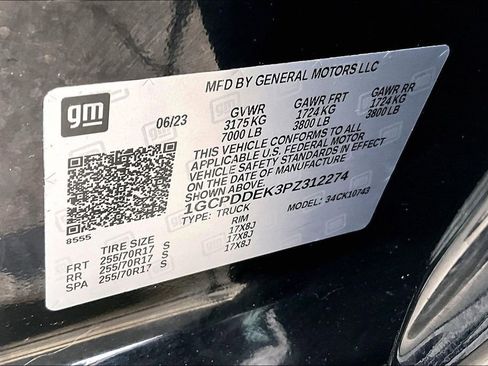 MFD BY GENERAL MOTORS LLC
gm
06/23 GVWR GAWR FRT GAWR RR
3175 KG 1724 KG 1724 KG
7000 LB 3800 LB 3800 LB
THIS VEHICLE CONFORMS TO ALL
APPLICABLE U.S. FEDERAL MOTOR
VEHICLE SAFETY STANDARDS IN EFFECT
ON THE DATE OF MANUFACTURE
SHOWN ABOVE.
1GCPDDEK3PZ312274
TYPE: TRUCK MODEL: 34CK10743
8555
TIRE SIZE RIM
FRT 255/70R17 S 17X8J
RR 255/70R17 S 17X8J
SPA 255/70R17 S 17X8J